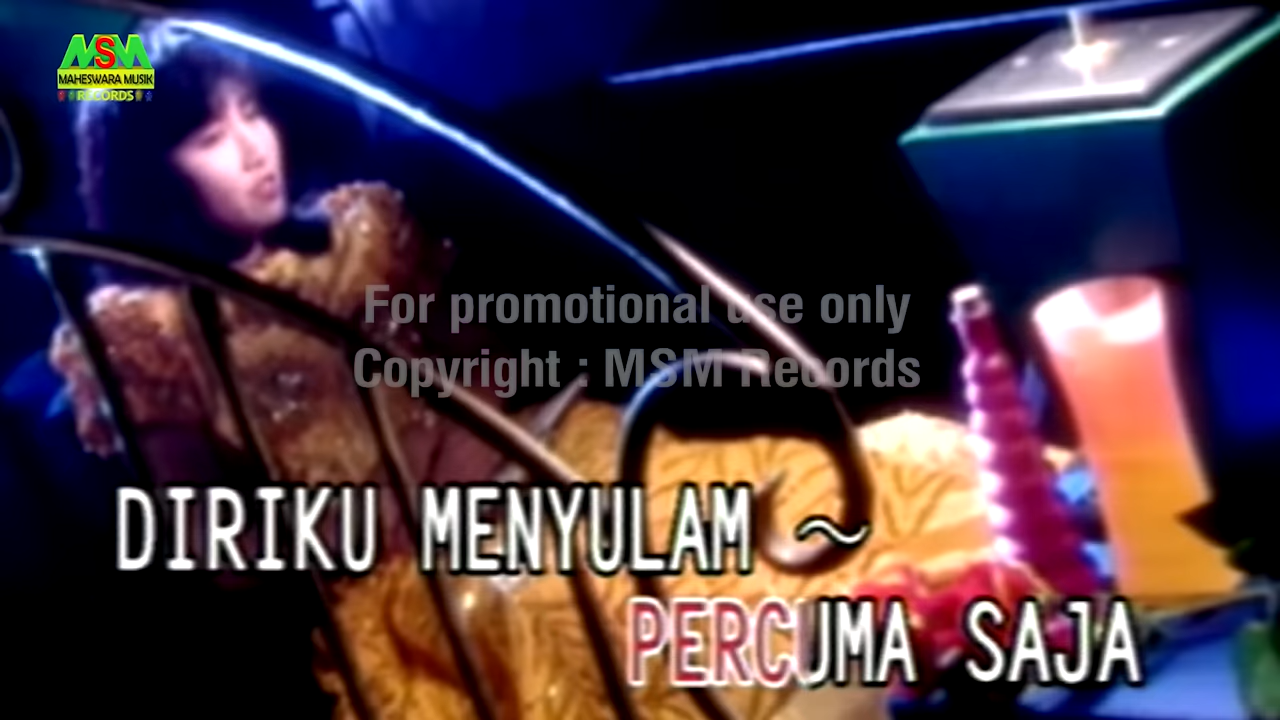 MSM
MAHESWARA MUSIK
RECORDS
For promotional use only
Copyright : MSM Records
DIRIKU MENYULAM ~
PERCUMA SAJA